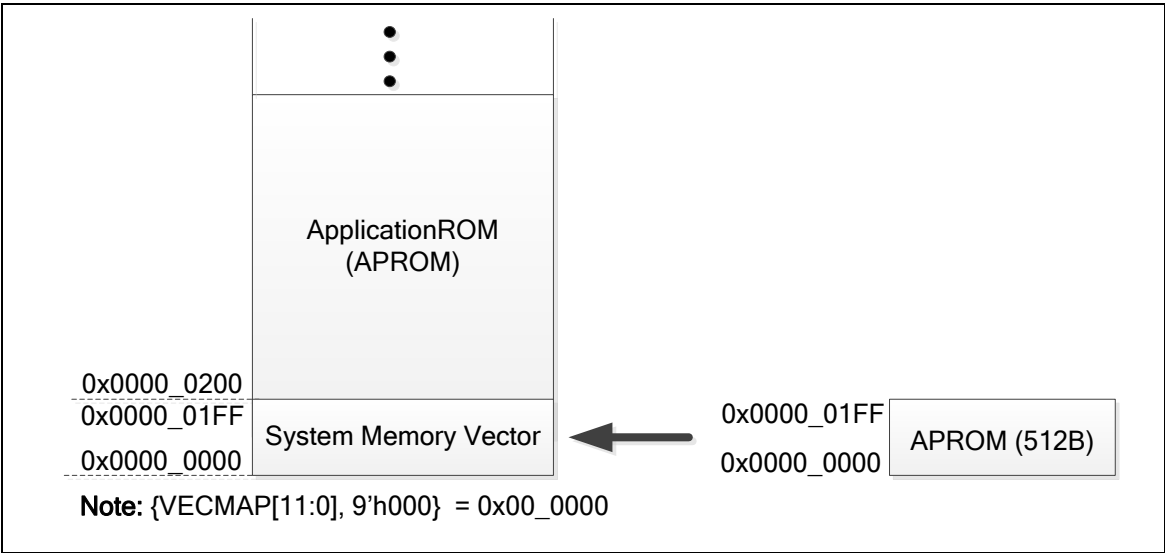 ApplicationROM
(APROM)
0x0000_0200
0x0000_01FF
System Memory Vector
0x0000_0000
0x0000_01FF
APROM (512B)
0x0000_0000
Note: {VECMAP[11:0], 9’h000}  = 0x00_0000